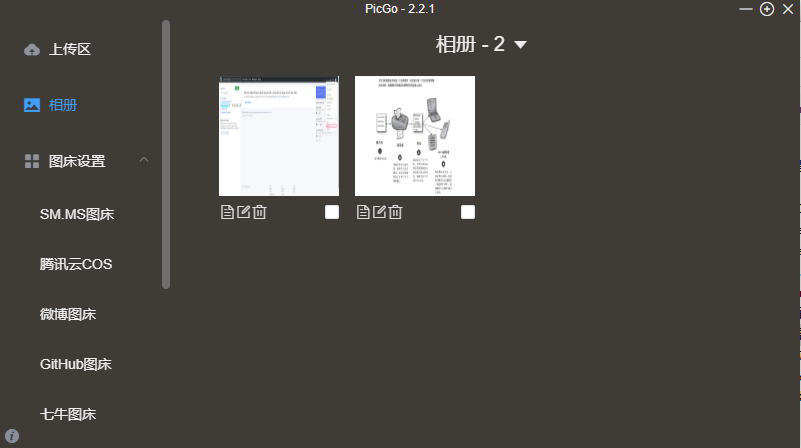 PicGo - 2.2.1
上传区
相册
图床设置
SM.MS图床
腾讯云COS
微博图床
GitHub图床
七牛图床
相册 - 2